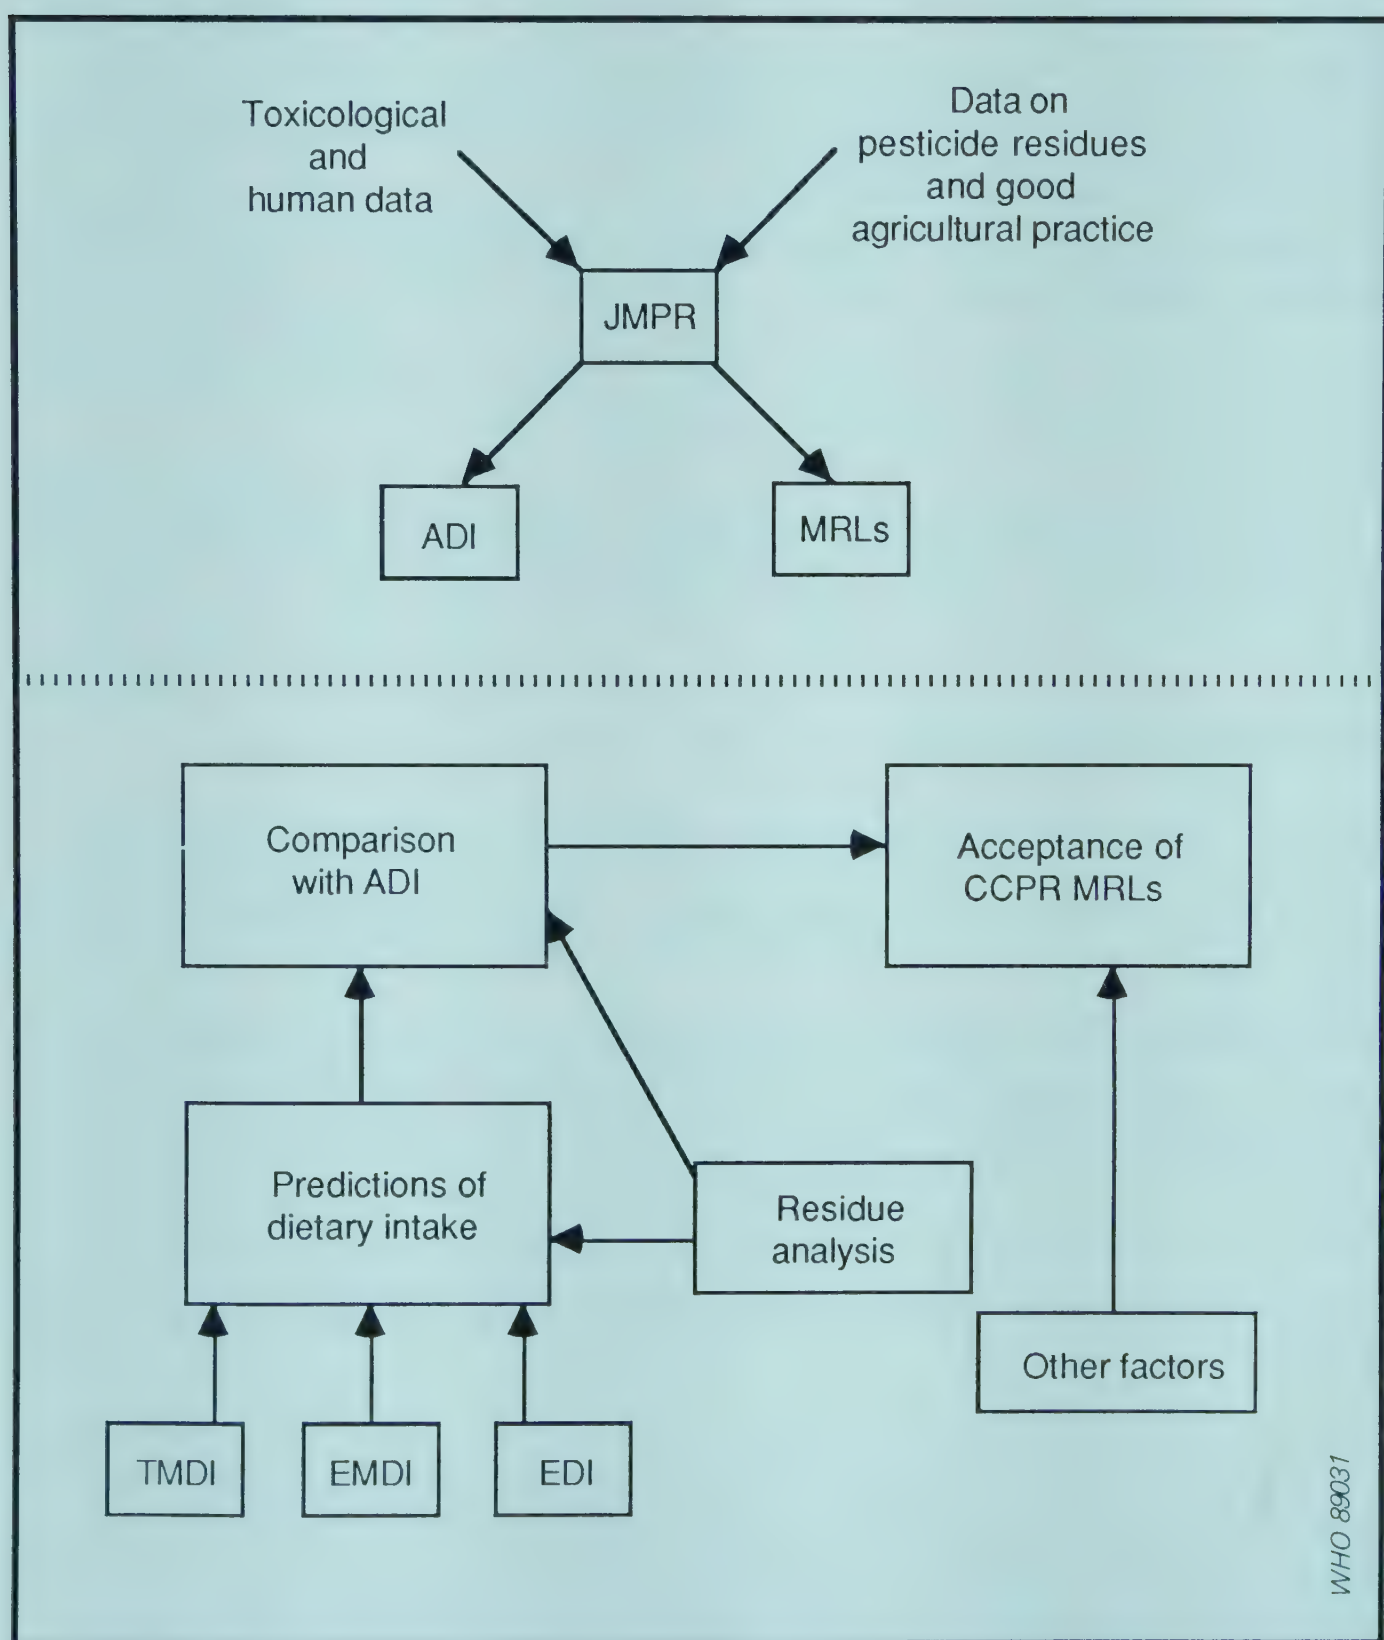 Toxicological
and
human data
Data on
pesticide residues
and good
agricultural practice
JMPR
ADI
MRLs
Comparison
with ADI
Acceptance of
CCPR MRLs
Predictions of
dietary intake
Residue
analysis
Other factors
TMDI
EMDI
EDI
WHO 89031